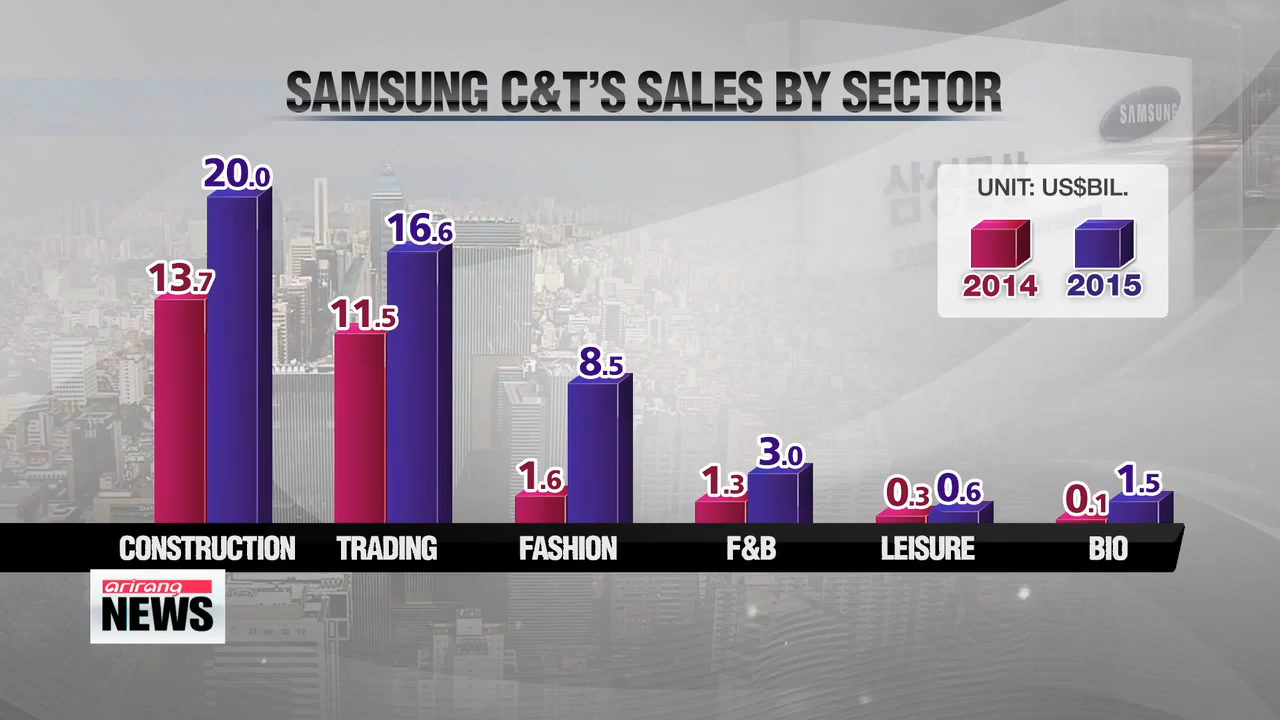 SAMSUNG C&T'S SALES BY SECTOR
SAMSUNG
UNIT: US$BIL.
2014 2015
13.7 20.0
11.5 16.6
1.6 8.5
1.3 3.0
0.3 0.6
0.1 1.5
CONSTRUCTION TRADING FASHION F&B LEISURE BIO
arirang
NEWS